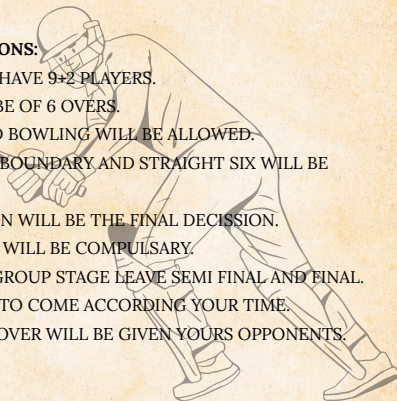 ONS:
HAVE 9+2 PLAYERS.
BE OF 6 OVERS.
D BOWLING WILL BE ALLOWED.
BOUNDARY AND STRAIGHT SIX WILL BE
N WILL BE THE FINAL DECISSION.
WILL BE COMPULSARY.
GROUP STAGE LEAVE SEMI FINAL AND FINAL.
TO COME ACCORDING YOUR TIME.
OVER WILL BE GIVEN YOURS OPPONENTS.